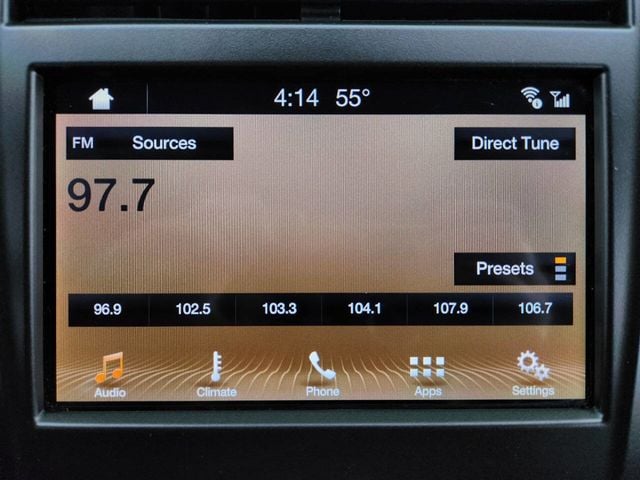 4:14 55°
FM Sources Direct Tune
97.7
Presets
96.9 102.5 103.3 104.1 107.9 106.7
Audio Climate Phone Apps Settings